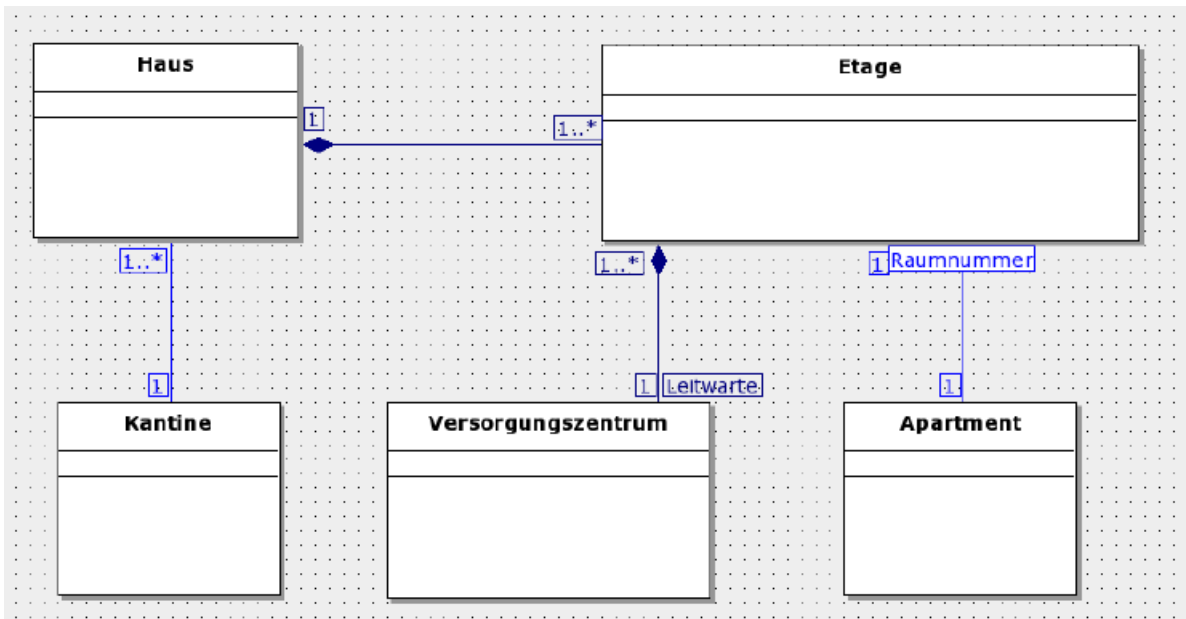 Haus
Etage
1
1..*
1..*
1..*
1
Raumnummer
1
1
Leitwarte
1
Kantine
Versorgungszentrum
Apartment